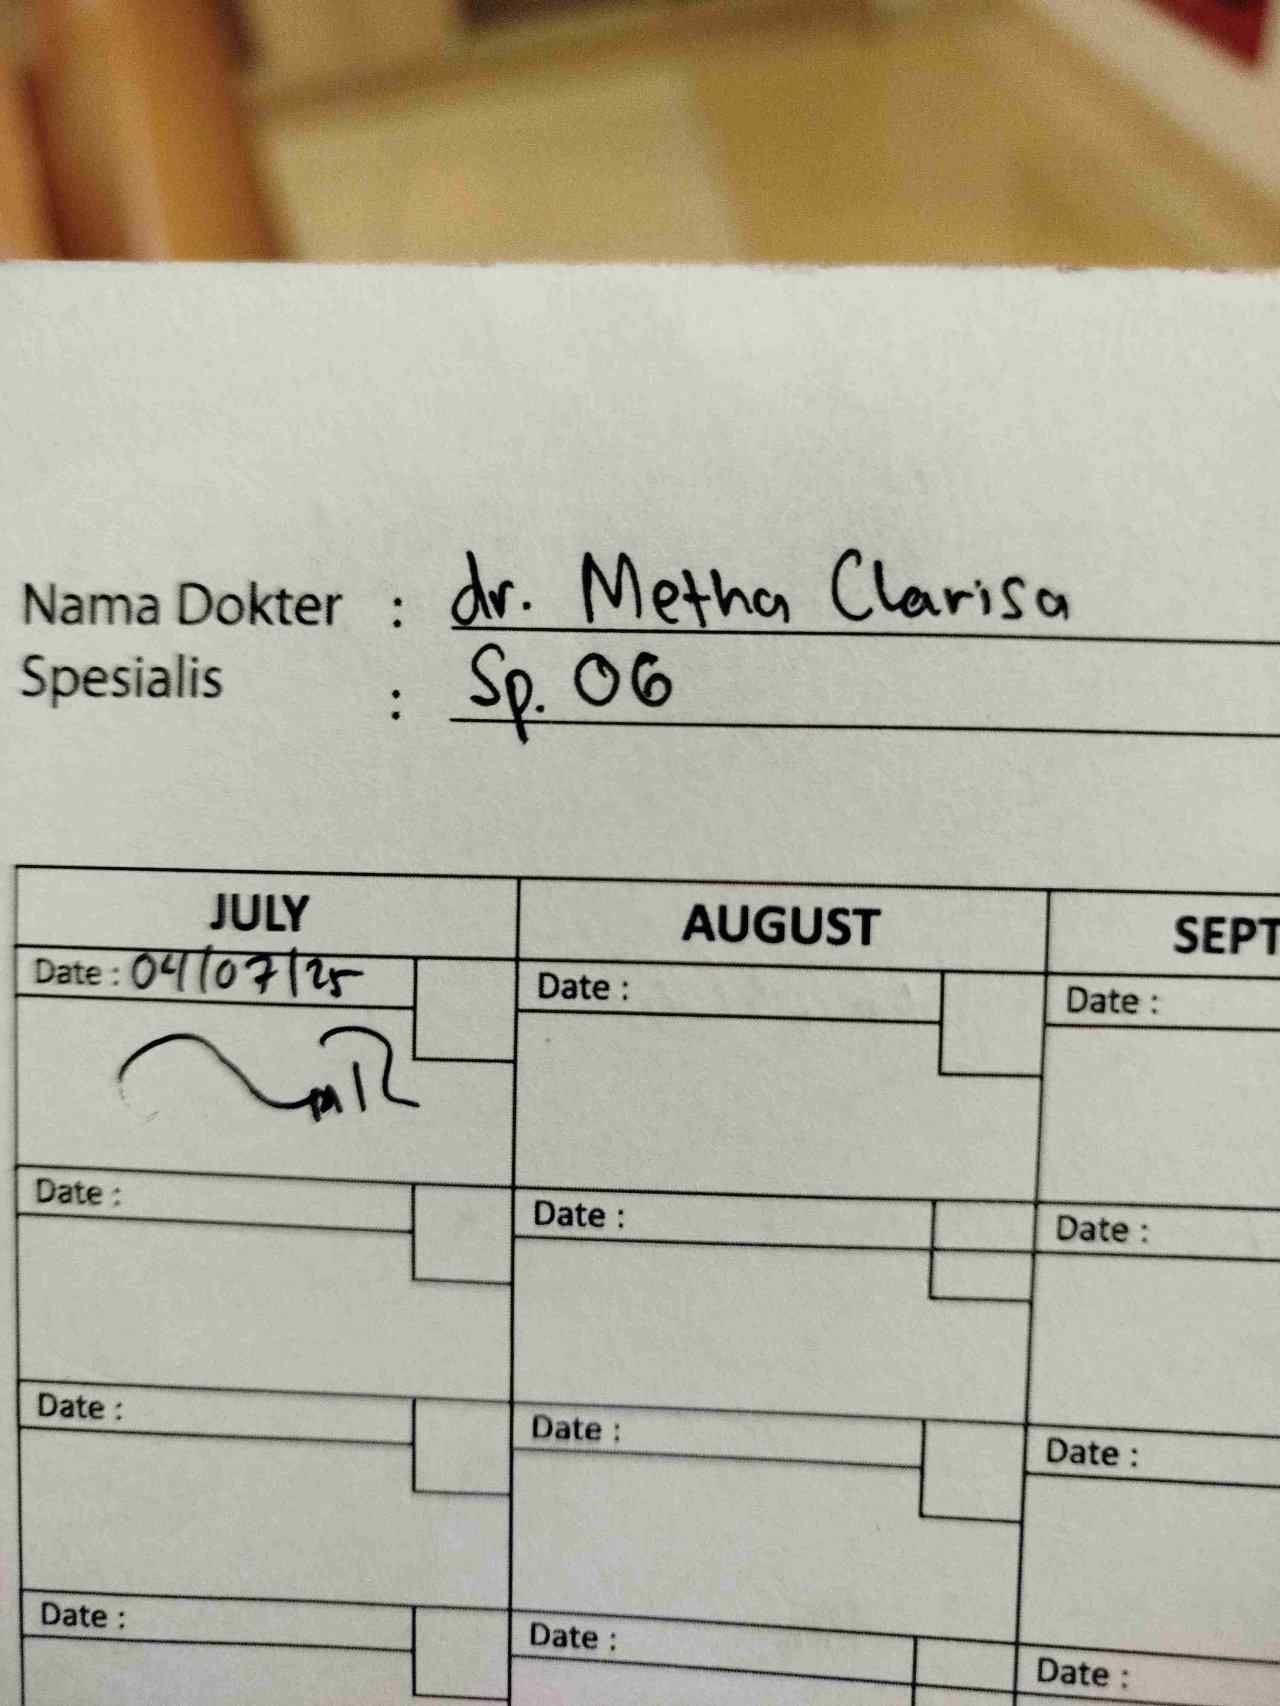 Nama Dokter : dr. Metha Clarisa
Spesialis : Sp. OG
JULY AUGUST SEPT
Date : 04/07/25 Date : Date :
Date : Date : Date :
Date : Date : Date :
Date : Date : Date :